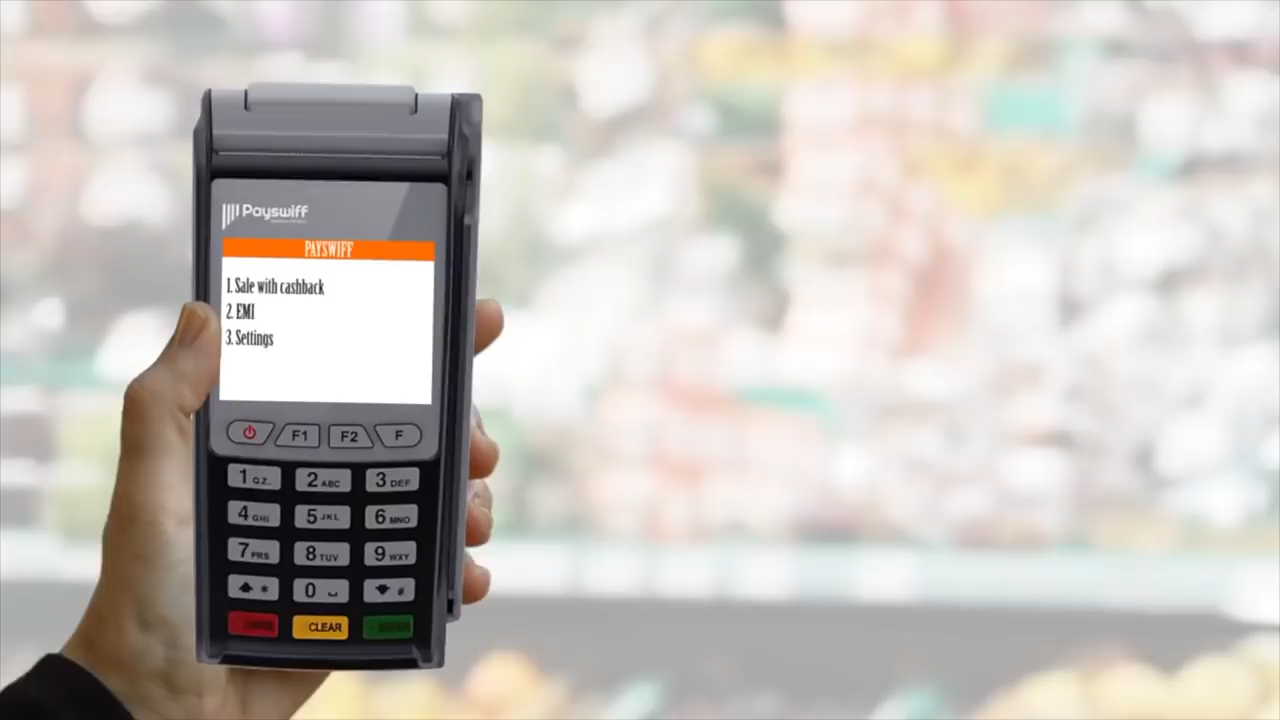 Payswiff
PAYSWIFF
1. Sale with cashback
2. EMI
3. Settings
F1 F2 F
1 QZ. 2 ABC 3 DEF
4 GHI 5 JKL 6 MNO
7 PRS 8 TUV 9 WXY
* 0 #
CLEAR